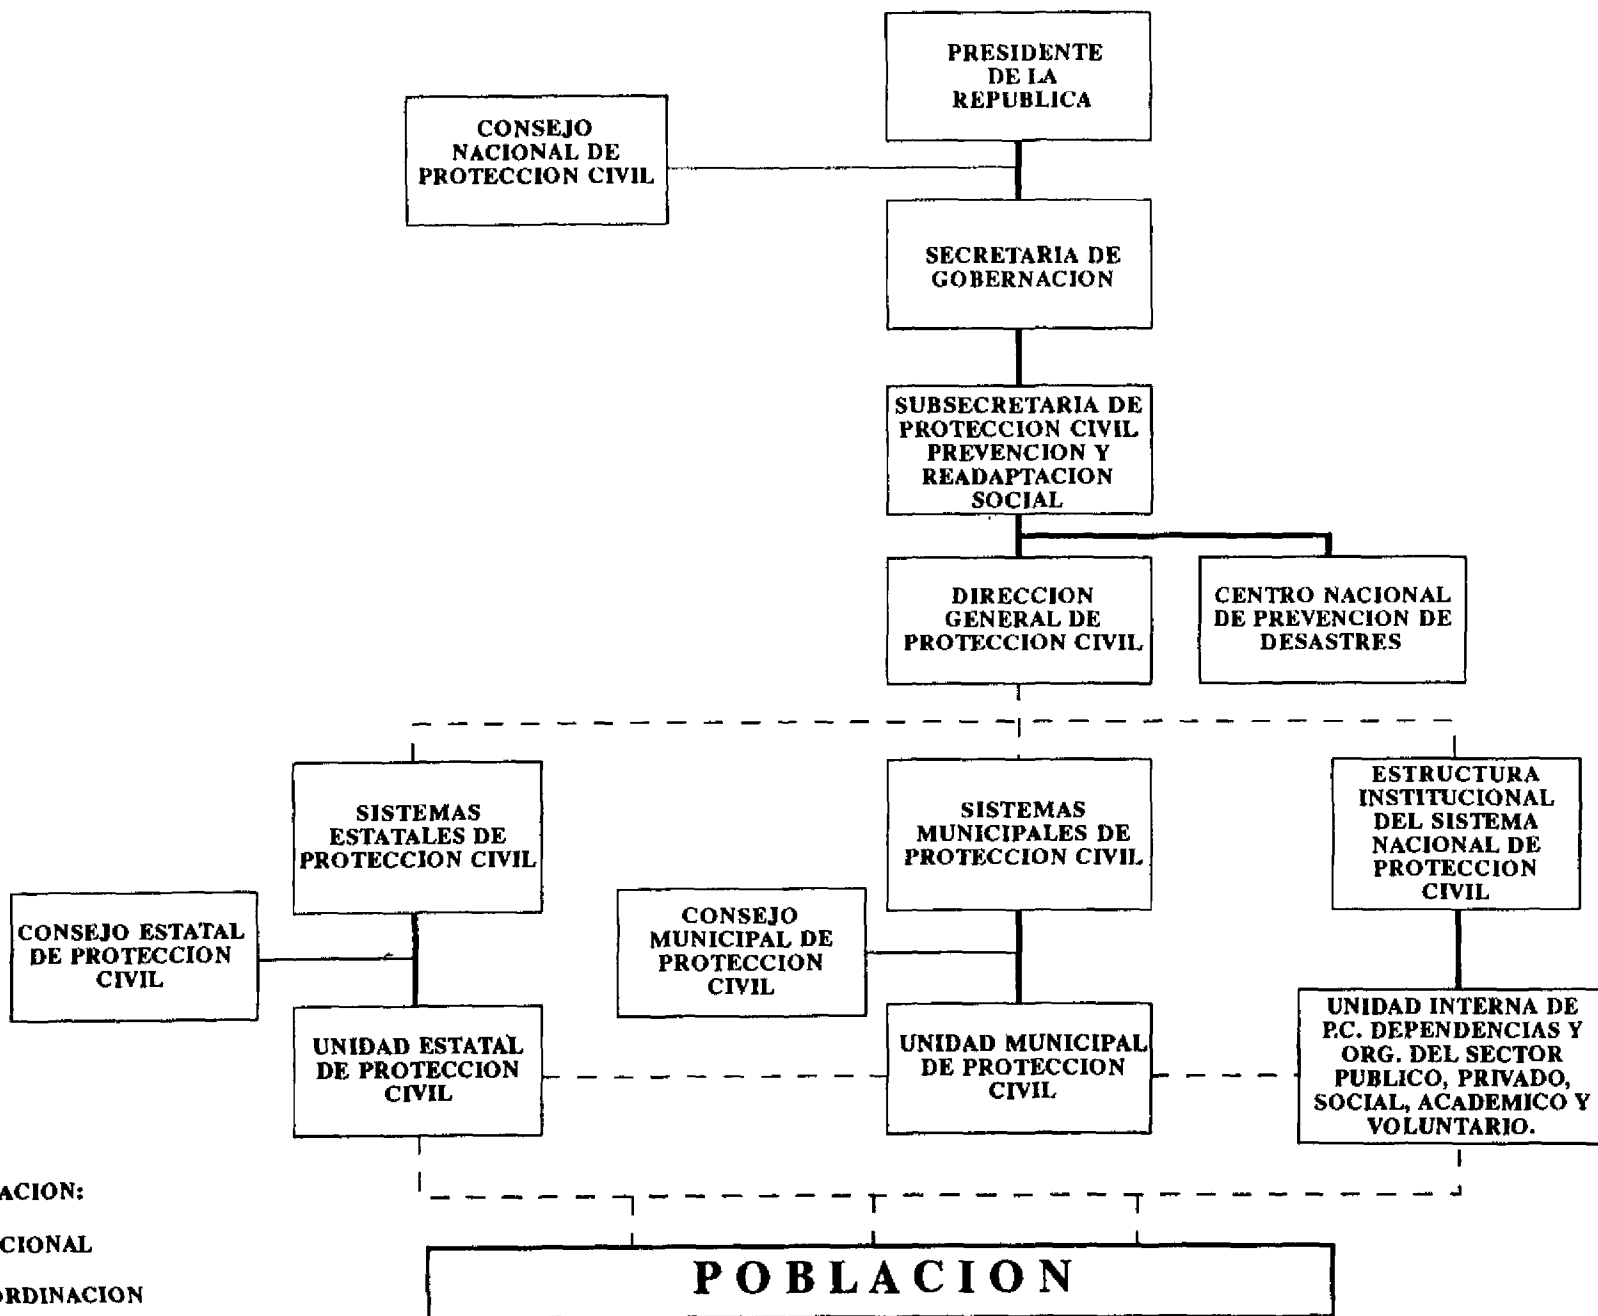 PRESIDENTE
DE LA
REPUBLICA
CONSEJO
NACIONAL DE
PROTECCION CIVIL
SECRETARIA DE
GOBERNACION
SUBSECRETARIA DE
PROTECCION CIVIL
PREVENCION Y
READAPTACION
SOCIAL
DIRECCION
GENERAL DE
PROTECCION CIVIL
CENTRO NACIONAL
DE PREVENCION DE
DESASTRES
SISTEMAS
ESTATALES DE
PROTECCION CIVIL
SISTEMAS
MUNICIPALES DE
PROTECCION CIVIL
ESTRUCTURA
INSTITUCIONAL
DEL SISTEMA
NACIONAL DE
PROTECCION
CIVIL
CONSEJO ESTATAL
DE PROTECCION
CIVIL
CONSEJO
MUNICIPAL DE
PROTECCION
CIVIL
UNIDAD ESTATAL
DE PROTECCION
CIVIL
UNIDAD MUNICIPAL
DE PROTECCION
CIVIL
UNIDAD INTERNA DE
P.C. DEPENDENCIAS Y
ORG. DEL SECTOR
PUBLICO, PRIVADO,
SOCIAL, ACADEMICO Y
VOLUNTARIO.
ACION:
CIONAL
ORDINACION
POBLACION